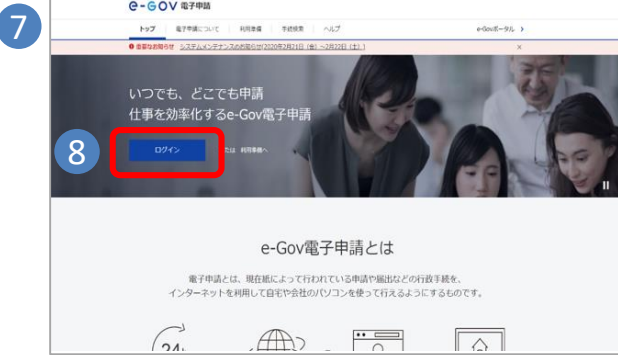 7
e-GOV 電子申請
トップ 電子申請について 利用準備 手続検索 ヘルプ e-Govポータル
重要なお知らせ システムメンテナンスのお知らせ(2020年2月21日(金)~2月22日(土))
いつでも、どこでも申請
仕事を効率化するe-Gov電子申請
8
ログイン または 利用準備へ
e-Gov電子申請とは
電子申請とは、現在紙によって行われている申請や届出などの行政手続を、
インターネットを利用して自宅や会社のパソコンを使って行えるようにするものです。